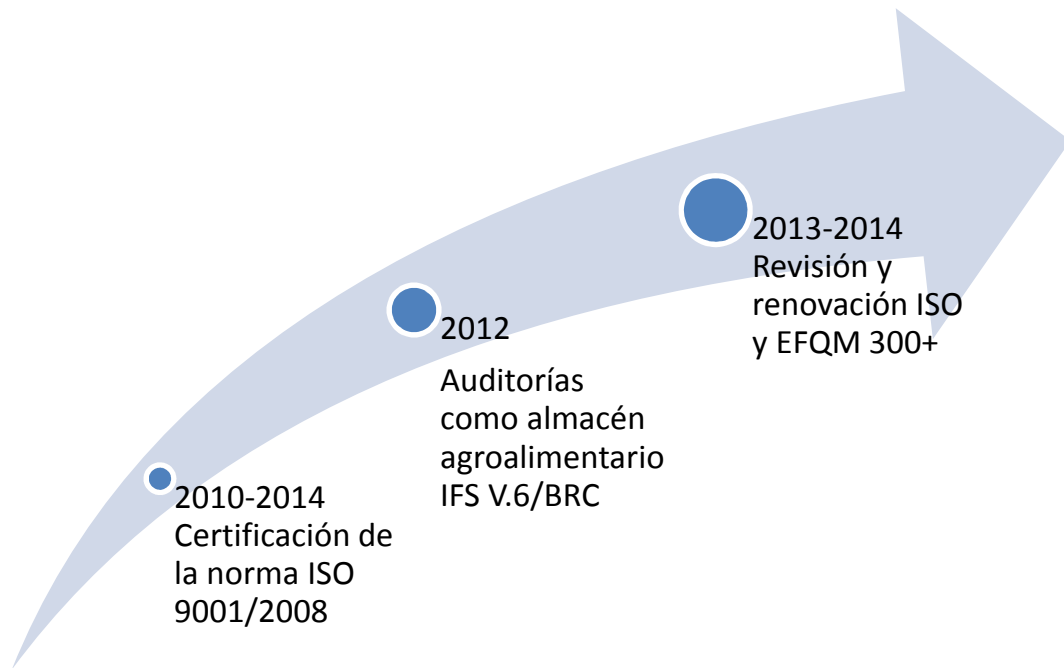 2010-2014
Certificación de
la norma ISO
9001/2008
2012
Auditorías
como almacén
agroalimentario
IFS V.6/BRC
2013-2014
Revisión y
renovación ISO
y EFQM 300+